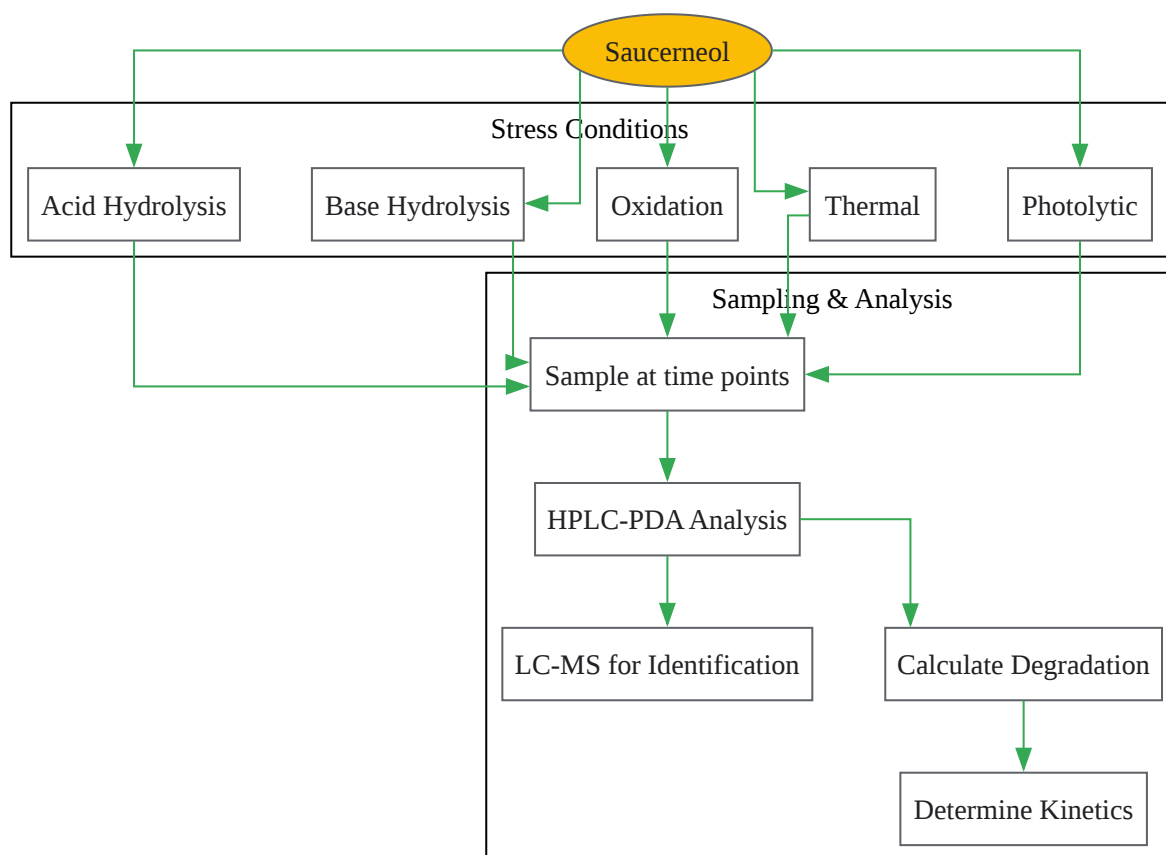 Saucerneol
Stress Conditions
Acid Hydrolysis
Base Hydrolysis
Oxidation
Thermal
Photolytic
Sampling & Analysis
Sample at time points
HPLC-PDA Analysis
LC-MS for Identification
Calculate Degradation
Determine Kinetics